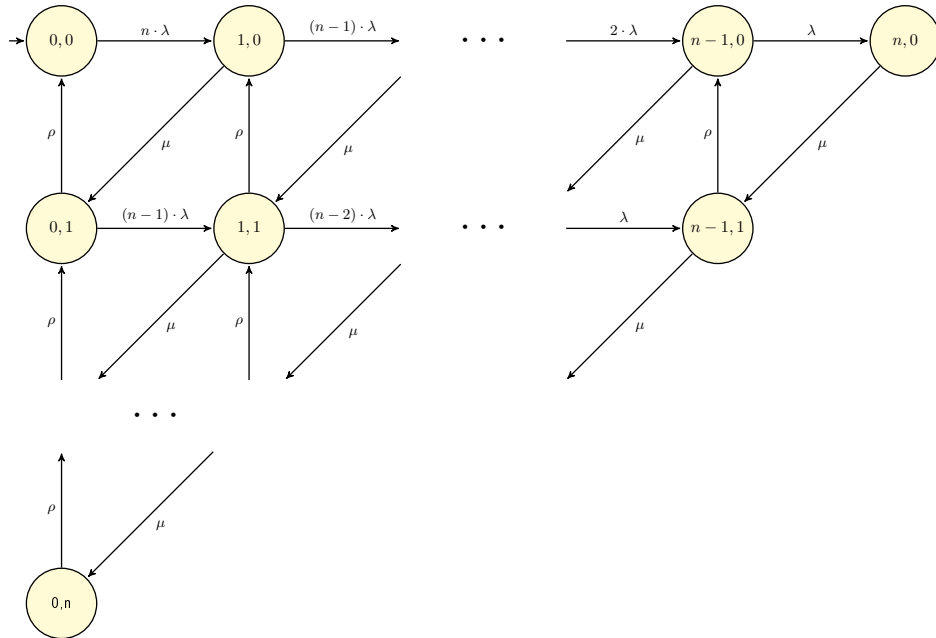 n · λ
(n−1) · λ
2 · λ
λ
0, 0
1, 0
· · ·
n−1, 0
n, 0
ρ
μ
ρ
μ
μ
ρ
μ
(n−1) · λ
(n−2) · λ
λ
0, 1
1, 1
· · ·
n−1, 1
ρ
μ
ρ
μ
μ
· · ·
ρ
μ
0,n